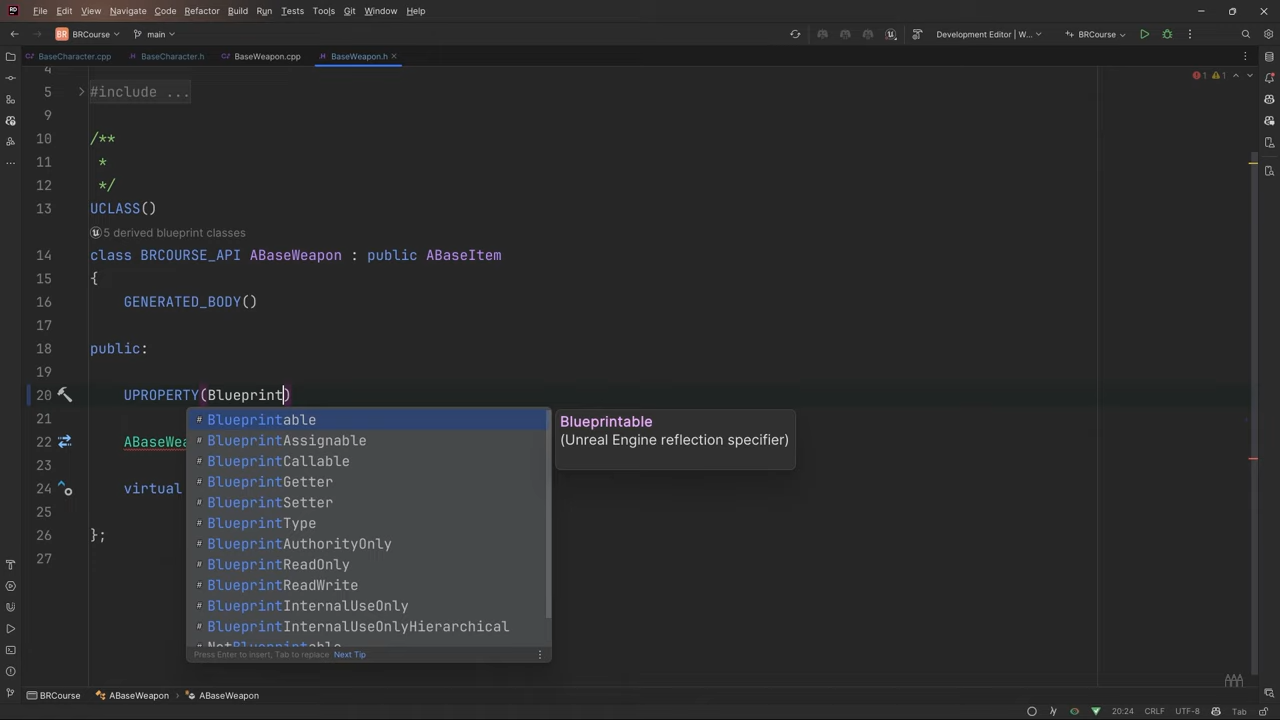 File Edit View Navigate Code Refactor Build Run Tests Tools Git Window Help
BR BRCourse main Development Editor | W... BRCourse
BaseCharacter.cpp BaseCharacter.h BaseWeapon.cpp BaseWeapon.h
4
5 #include ...
1 1
9
10 /**
11 *
12 */
13 UCLASS()
5 derived blueprint classes
14 class BRCOURSE_API ABaseWeapon : public ABaseItem
15 {
16 GENERATED_BODY()
17
18 public:
19
20 UPROPERTY(Blueprint)
21
22 ABaseWea
23
24 virtual
25
26 };
27
# Blueprintable
# BlueprintAssignable
# BlueprintCallable
# BlueprintGetter
# BlueprintSetter
# BlueprintType
# BlueprintAuthorityOnly
# BlueprintReadOnly
# BlueprintReadWrite
# BlueprintInternalUseOnly
# BlueprintInternalUseOnlyHierarchical
# NotBlueprintable
Press Enter to insert, Tab to replace Next Tip
Blueprintable
(Unreal Engine reflection specifier)
BRCourse ABaseWeapon ABaseWeapon 20:24 CRLF UTF-8 Tab